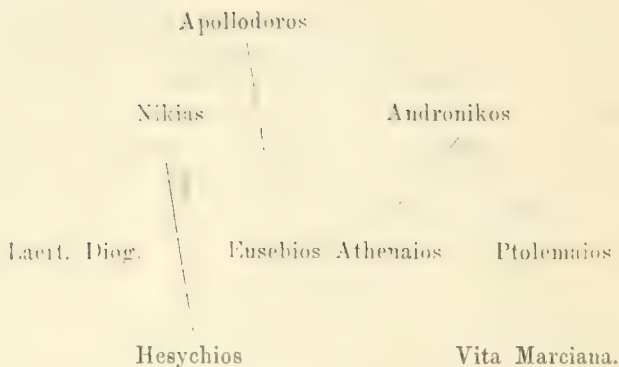 Apollodoros
Nikias Andronikos
Laert. Diog. Eusebios Athenaios Ptolemaios
Hesychios Vita Marciana.